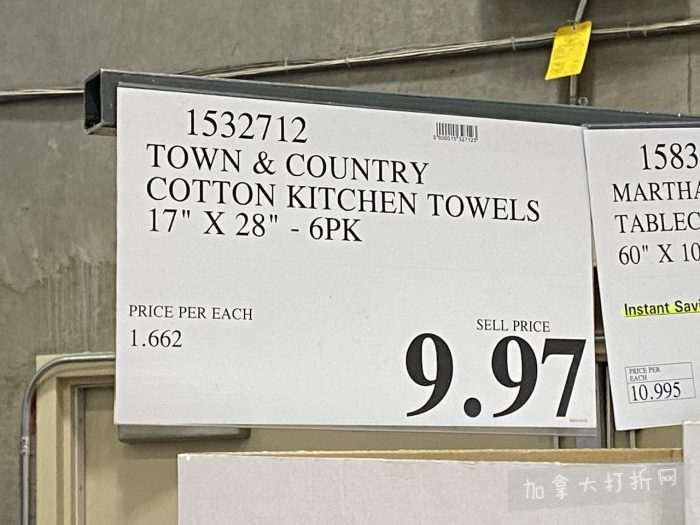 1532712
TOWN & COUNTRY
COTTON KITCHEN TOWELS
17" X 28" - 6PK
PRICE PER EACH
1.662
SELL PRICE
9.97
1583
MARTHA
TABLEC
60" X 10
Instant Savi
PRICE PER
EACH
10.995
加拿大打折网